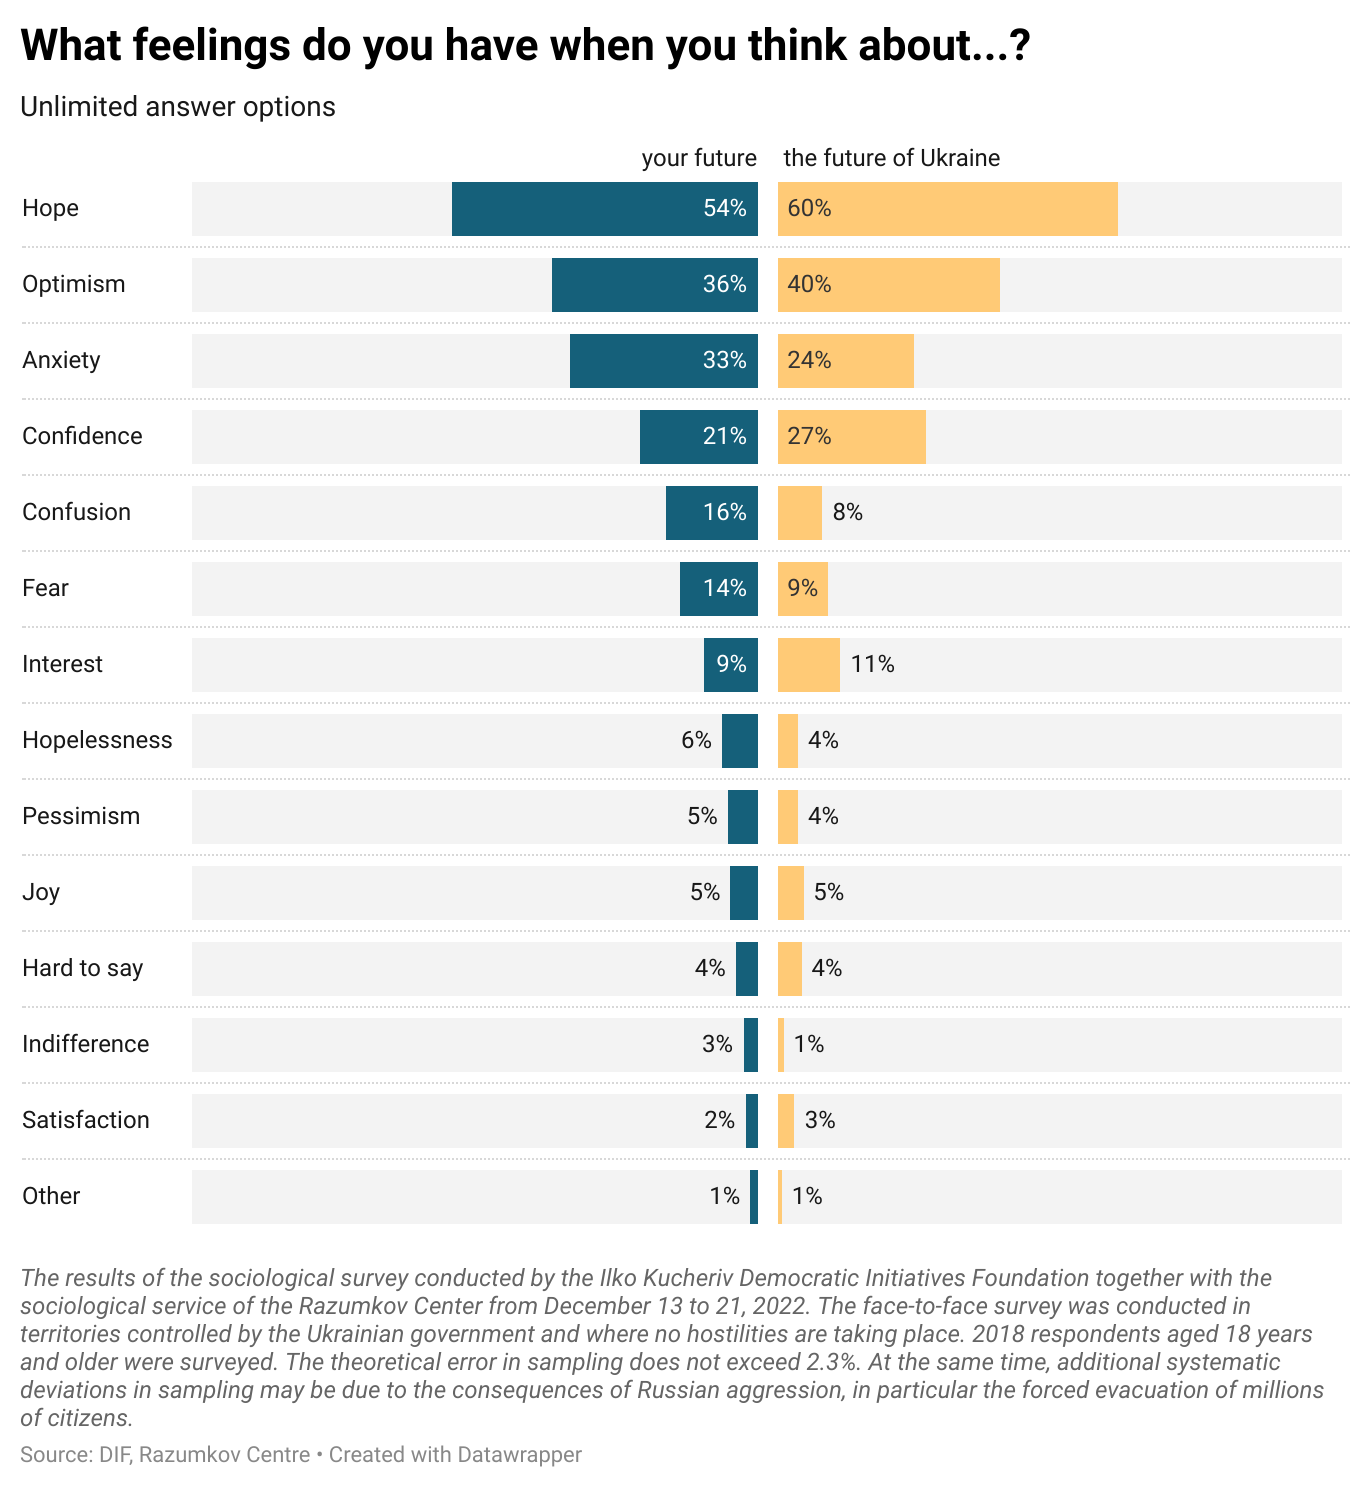 What feelings do you have when you think about...?
Unlimited answer options
your future the future of Ukraine
Hope 54% 60%
Optimism 36% 40%
Anxiety 33% 24%
Confidence 21% 27%
Confusion 16% 8%
Fear 14% 9%
Interest 9% 11%
Hopelessness 6% 4%
Pessimism 5% 4%
Joy 5% 5%
Hard to say 4% 4%
Indifference 3% 1%
Satisfaction 2% 3%
Other 1% 1%
The results of the sociological survey conducted by the Ilko Kucheriv Democratic Initiatives Foundation together with the
sociological service of the Razumkov Center from December 13 to 21, 2022. The face-to-face survey was conducted in
territories controlled by the Ukrainian government and where no hostilities are taking place. 2018 respondents aged 18 years
and older were surveyed. The theoretical error in sampling does not exceed 2.3%. At the same time, additional systematic
deviations in sampling may be due to the consequences of Russian aggression, in particular the forced evacuation of millions
of citizens.
Source: DIF, Razumkov Centre • Created with Datawrapper